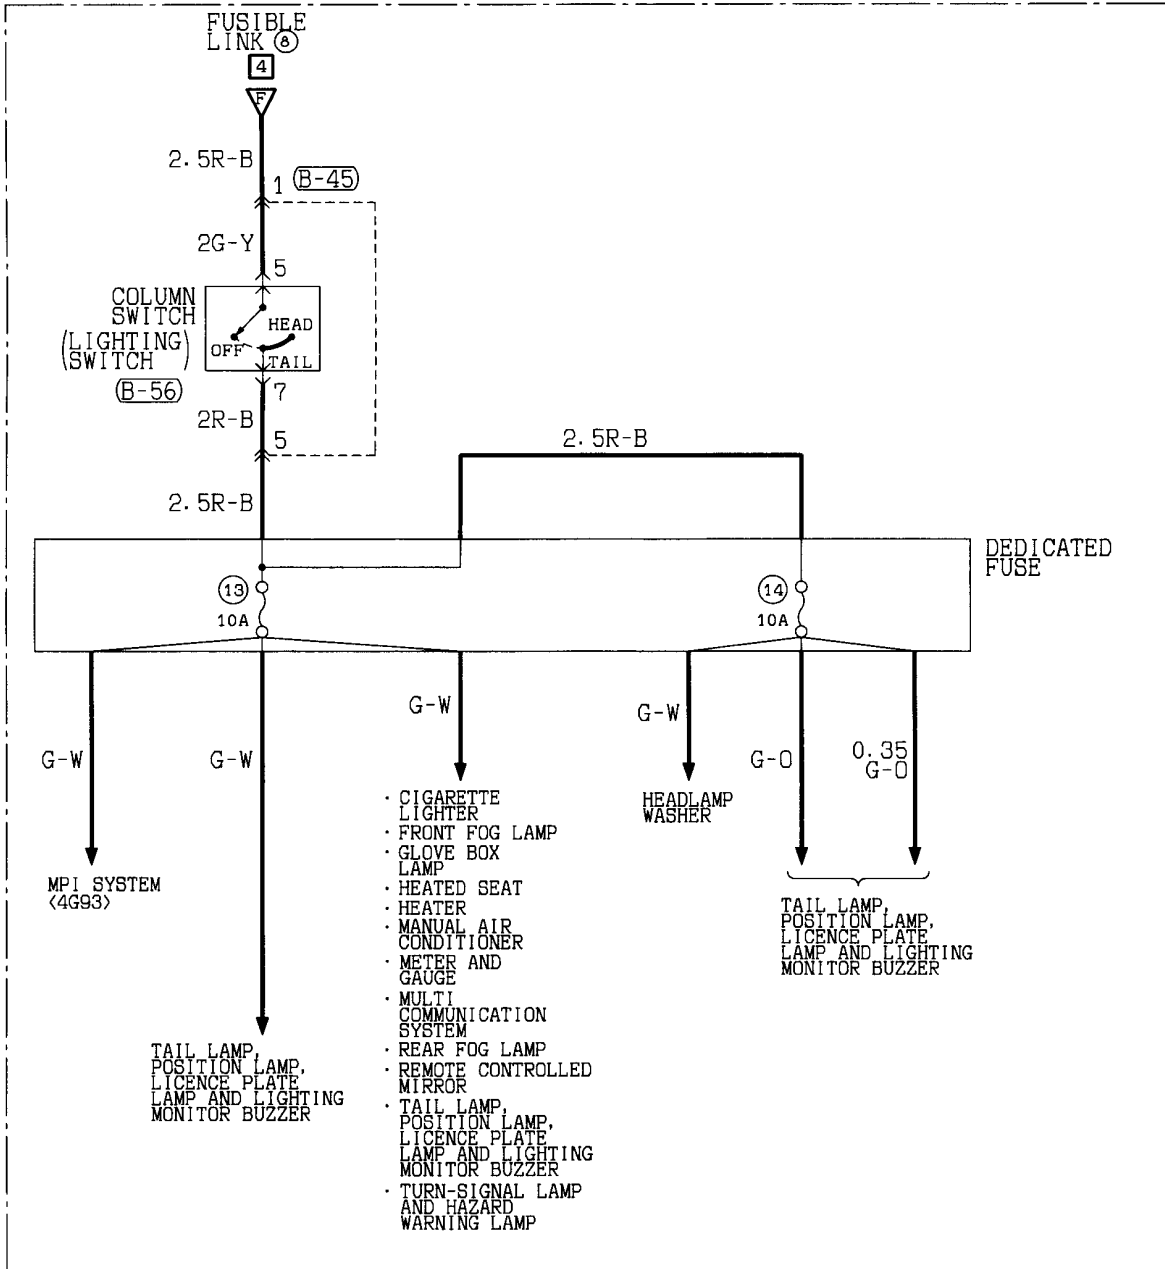 FUSIBLE
LINK ⑧
4
F
2.5R-B
1 (B-45)
2G-Y
5
COLUMN
SWITCH
(LIGHTING
SWITCH)
HEAD
OFF
TAIL
(B-56)
7
2R-B
5
2.5R-B
2.5R-B
DEDICATED
FUSE
⑬
10A
⑭
10A
G-W
G-W
G-W
G-W
G-O
0.35
G-O
MPI SYSTEM
<4G93>
TAIL LAMP,
POSITION LAMP,
LICENCE PLATE
LAMP AND LIGHTING
MONITOR BUZZER
· CIGARETTE
LIGHTER
· FRONT FOG LAMP
· GLOVE BOX
LAMP
· HEATED SEAT
· HEATER
· MANUAL AIR
CONDITIONER
· METER AND
GAUGE
· MULTI
COMMUNICATION
SYSTEM
· REAR FOG LAMP
· REMOTE CONTROLLED
MIRROR
· TAIL LAMP,
POSITION LAMP,
LICENCE PLATE
LAMP AND LIGHTING
MONITOR BUZZER
· TURN-SIGNAL LAMP
AND HAZARD
WARNING LAMP
HEADLAMP
WASHER
TAIL LAMP,
POSITION LAMP,
LICENCE PLATE
LAMP AND LIGHTING
MONITOR BUZZER